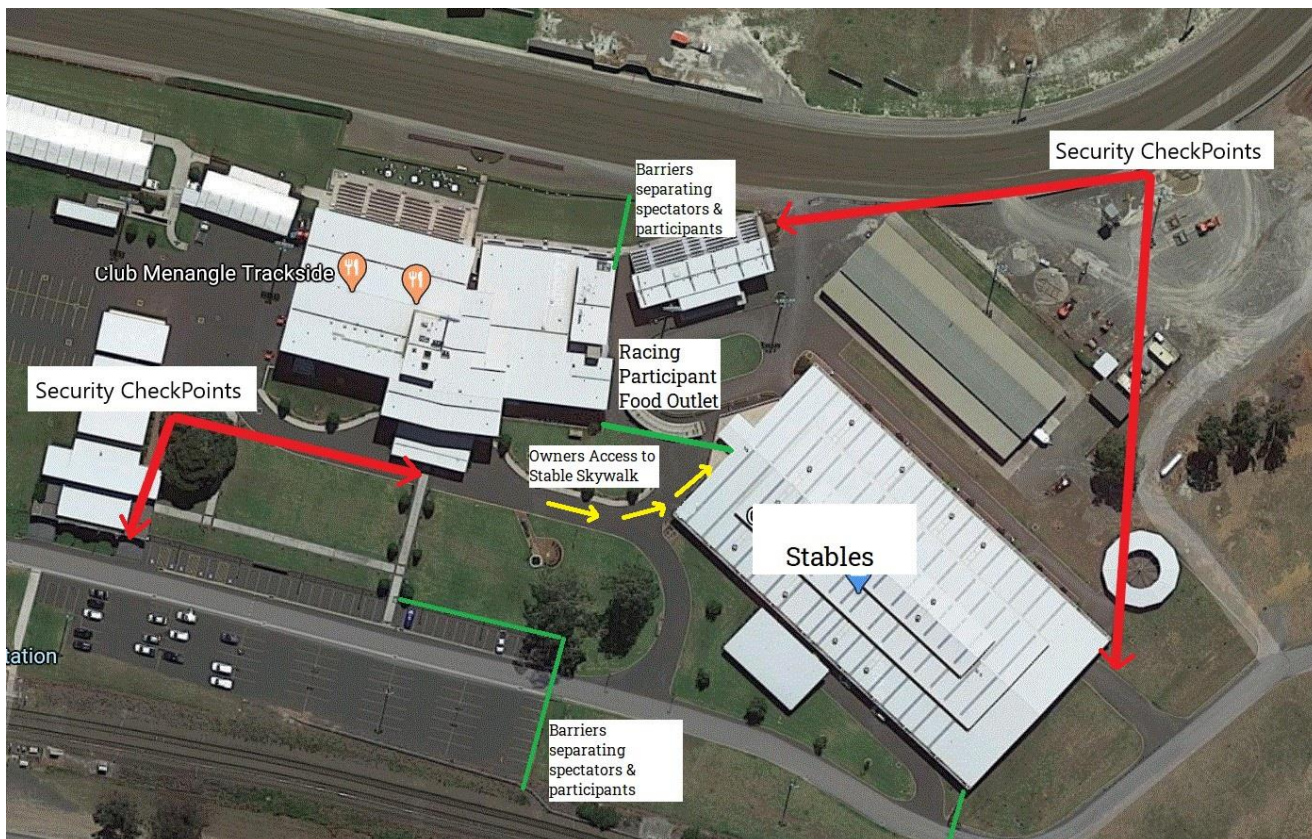 Security CheckPoints
Barriers
separating
spectators &
participants
Club Menangle Trackside
Racing
Participant
Food Outlet
Security CheckPoints
Owners Access to
Stable Skywalk
Stables
tation
Barriers
separating
spectators &
participants